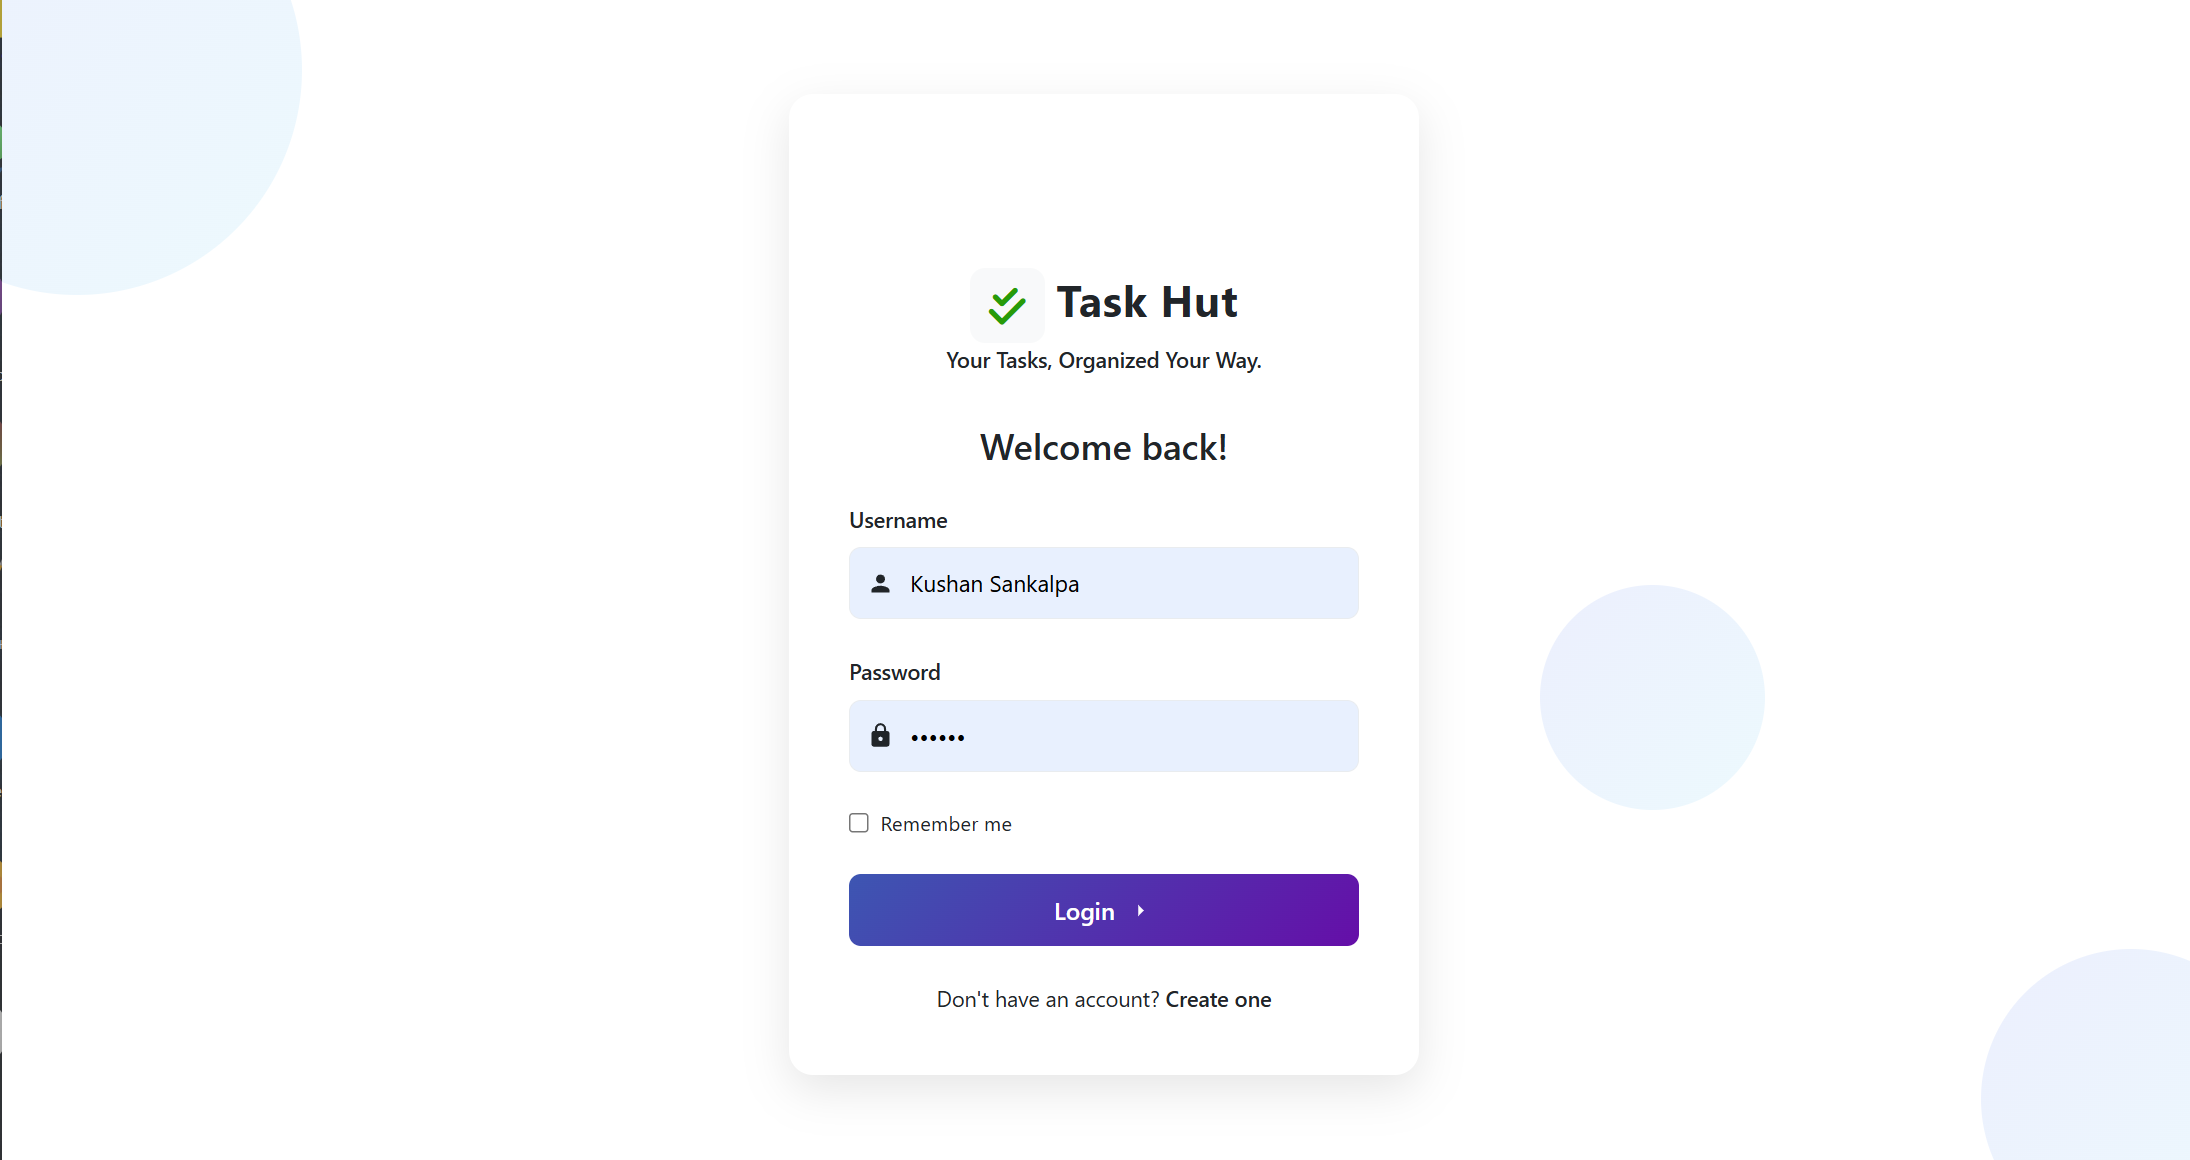 Task Hut
Your Tasks, Organized Your Way.
Welcome back!
Username
Kushan Sankalpa
Password
••••••
Remember me
Login
Don't have an account? Create one